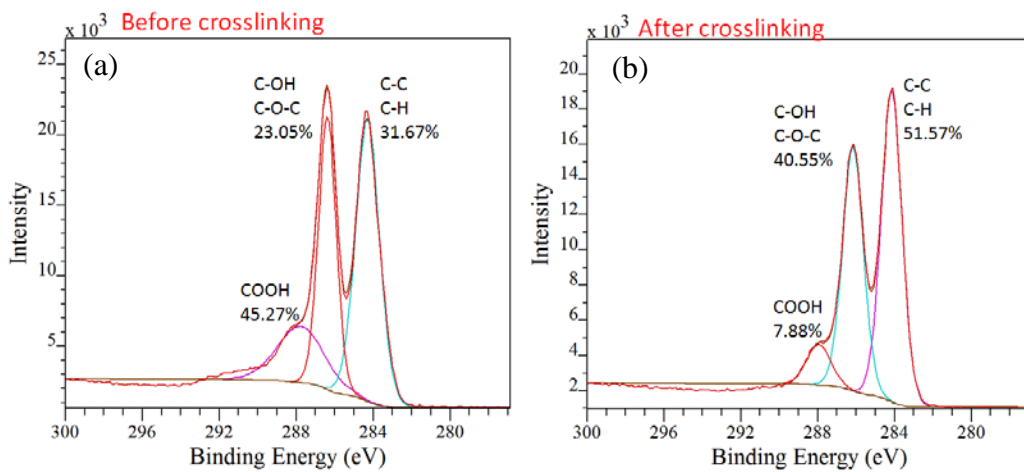 x 10³ Before crosslinking
(a)
C-OH
C-O-C
23.05%
C-C
C-H
31.67%
COOH
45.27%
Intensity
25
20
15
10
5
300 296 292 288 284 280
Binding Energy (eV)
x 10³ After crosslinking
(b)
C-OH
C-O-C
40.55%
C-C
C-H
51.57%
COOH
7.88%
Intensity
20
18
16
14
12
10
8
6
4
2
300 296 292 288 284 280
Binding Energy (eV)